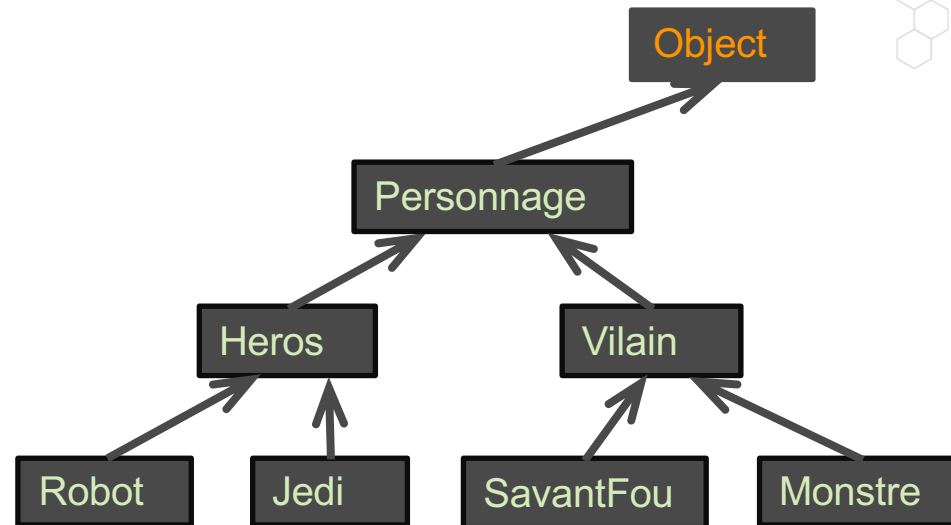 Object
Personnage
Heros
Vilain
Robot
Jedi
SavantFou
Monstre